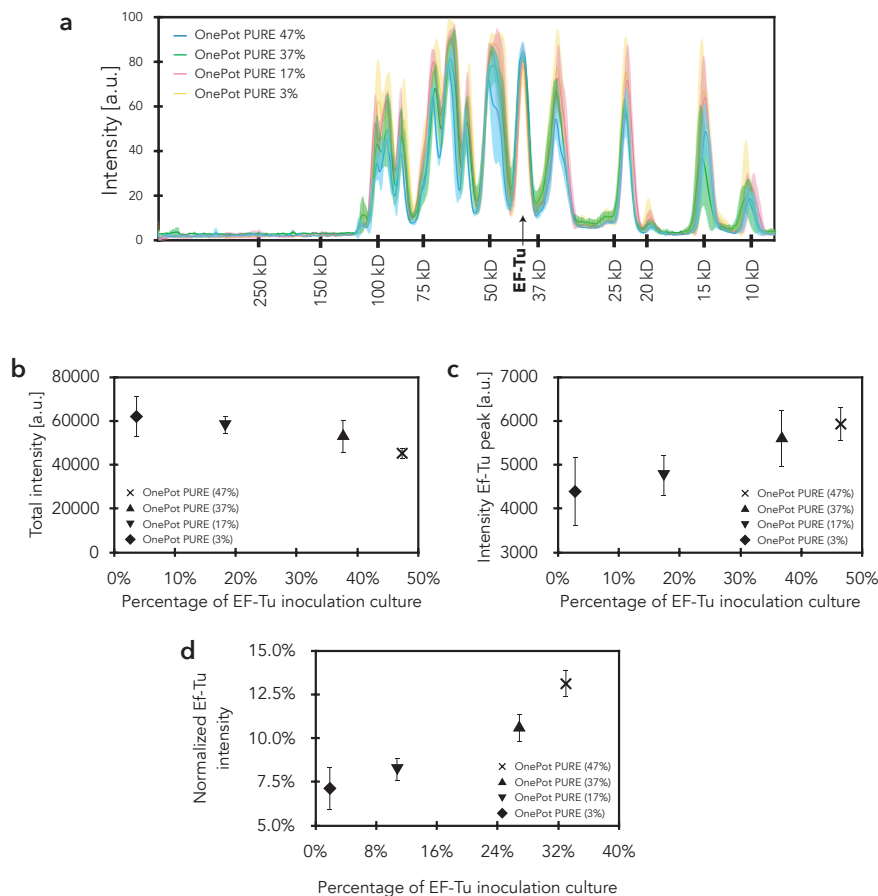 a
Intensity [a.u.]
100
80
60
40
20
0
OnePot PURE 47%
OnePot PURE 37%
OnePot PURE 17%
OnePot PURE 3%
250 kD
150 kD
100 kD
75 kD
50 kD
EF-Tu
37 kD
25 kD
20 kD
15 kD
10 kD
b
Total intensity [a.u.]
80000
60000
40000
20000
0
OnePot PURE (47%)
OnePot PURE (37%)
OnePot PURE (17%)
OnePot PURE (3%)
0% 10% 20% 30% 40% 50%
Percentage of EF-Tu inoculation culture
c
Intensity Ef-Tu peak [a.u.]
7000
6000
5000
4000
3000
OnePot PURE (47%)
OnePot PURE (37%)
OnePot PURE (17%)
OnePot PURE (3%)
0% 10% 20% 30% 40% 50%
Percentage of EF-Tu inoculation culture
d
Normalized Ef-Tu
intensity
15.0%
12.5%
10.0%
7.5%
5.0%
OnePot PURE (47%)
OnePot PURE (37%)
OnePot PURE (17%)
OnePot PURE (3%)
0% 8% 16% 24% 32% 40%
Percentage of EF-Tu inoculation culture